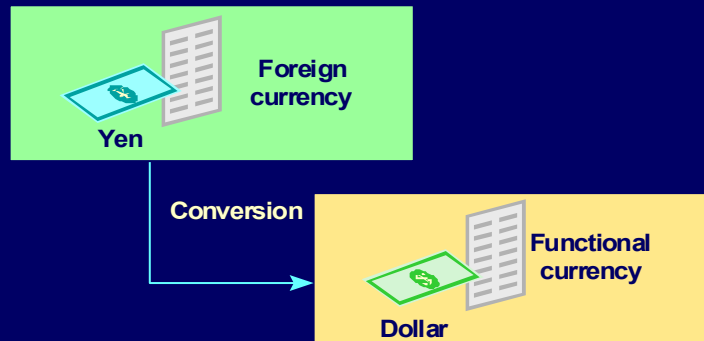 Foreign
currency
Yen
Conversion
Functional
currency
Dollar